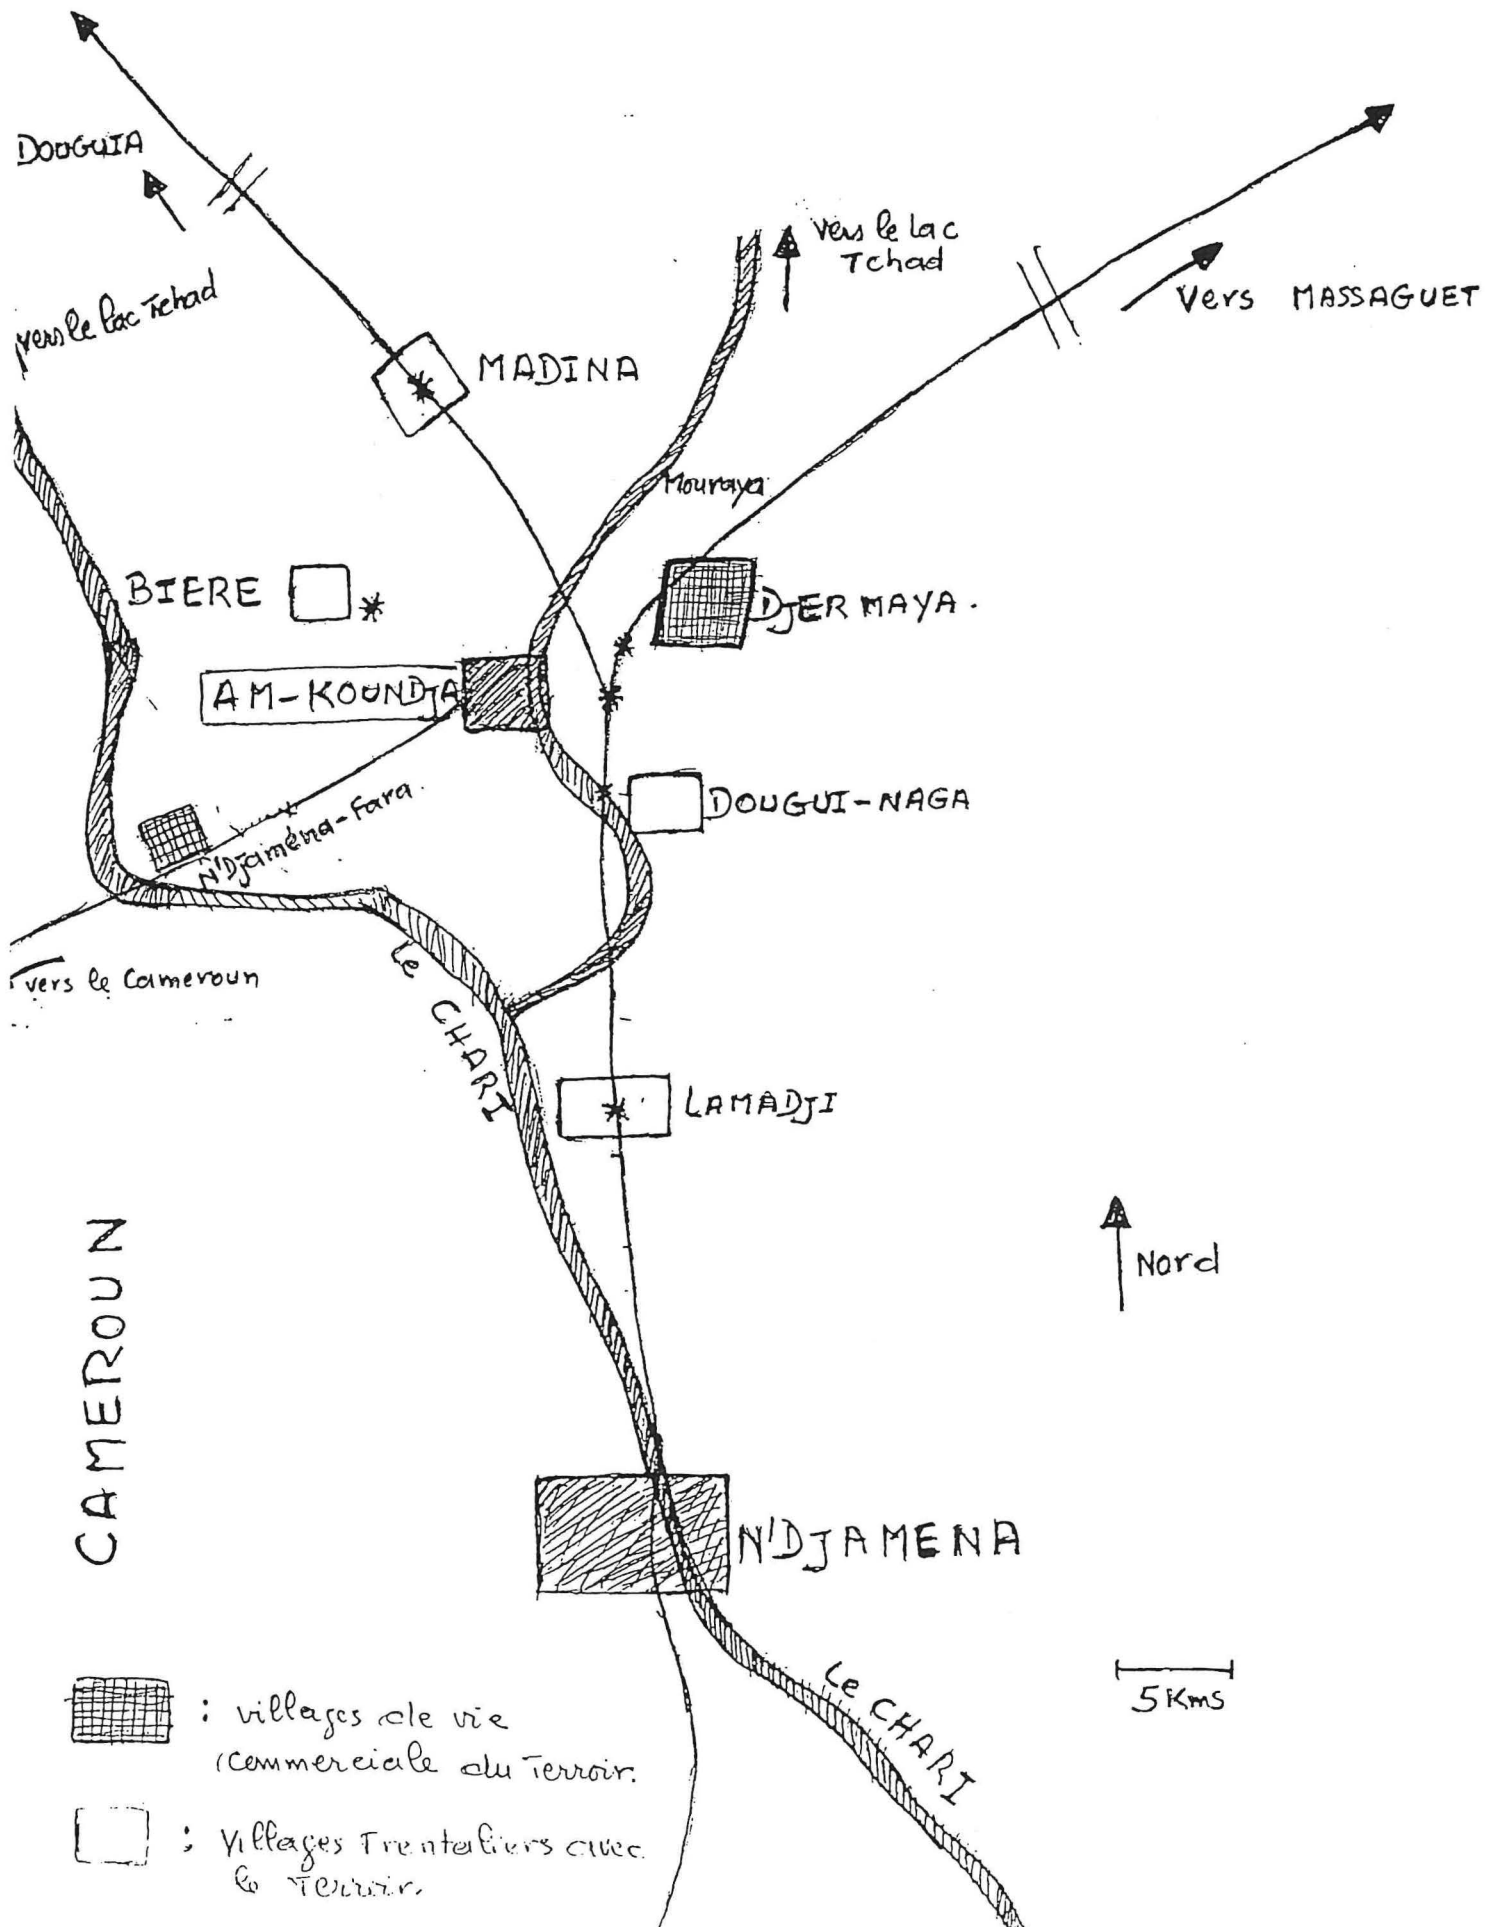 DOUGUIA
vers le lac
Tchad
Vers MASSAGUET
vers le lac Tchad
MADINA
Mouraya
BIERE
DJERMAYA.
AM-KOUNDJA
DOUGUI-NAGA
N'Djaména-Fara.
vers le Cameroun
Le CHARI
LAMADJI
CAMEROUN
Nord
N'DJAMENA
Le CHARI
5 Kms
: villages de vie
commerciale du Terroir.
: Villages Frontaliers avec
le Terroir.